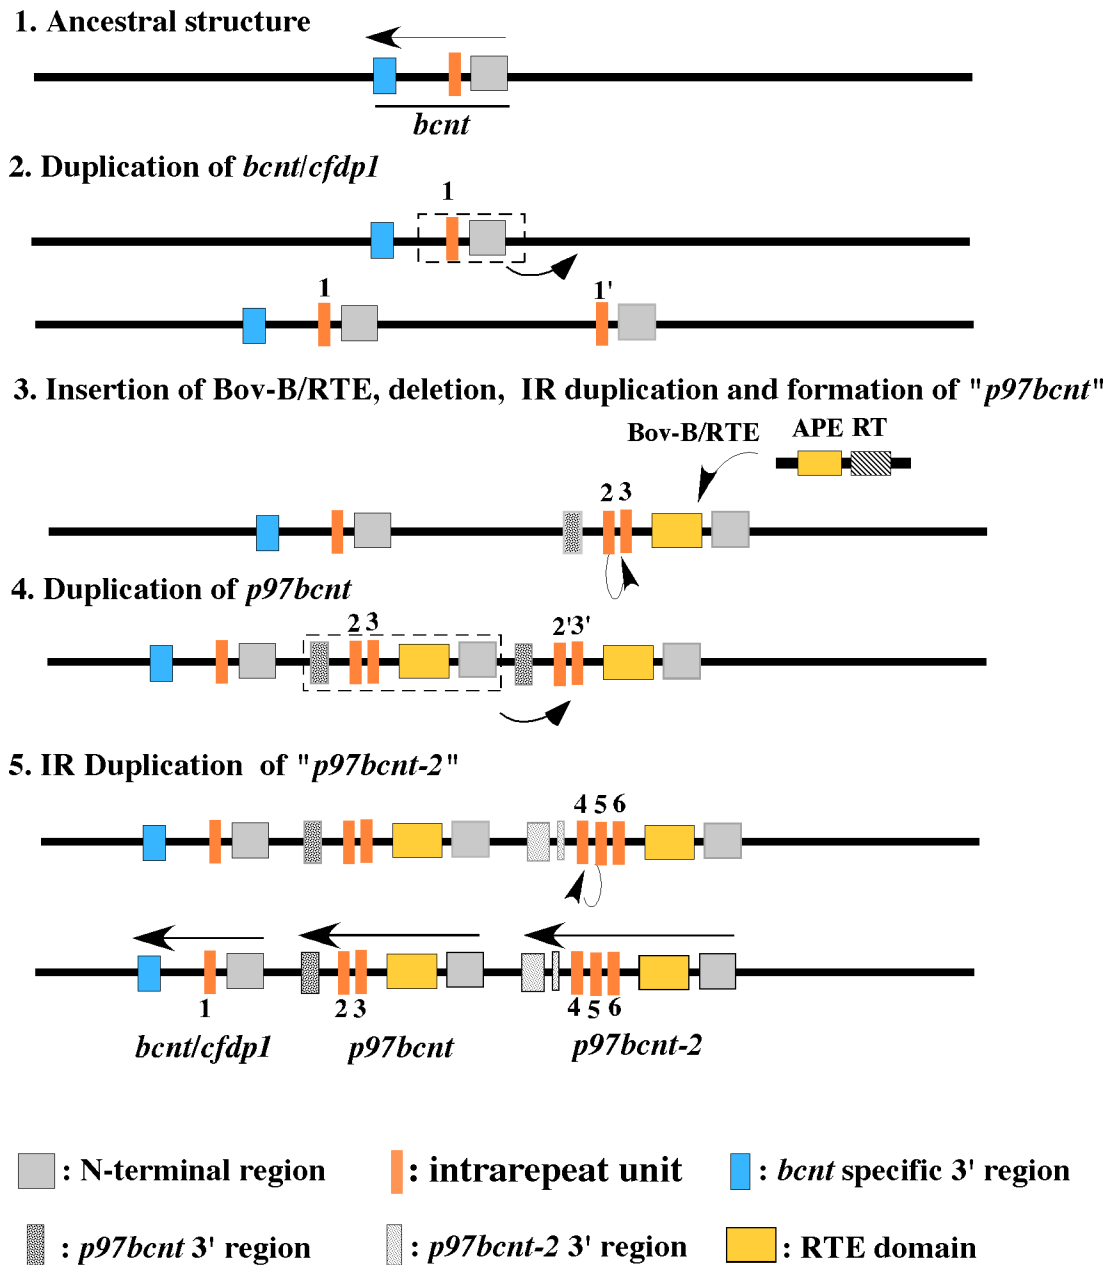 1. Ancestral structure
bcnt
2. Duplication of bcnt/cfdp1
1
1 1'
3. Insertion of Bov-B/RTE, deletion, IR duplication and formation of "p97bcnt"
Bov-B/RTE APE RT
2 3
4. Duplication of p97bcnt
2 3 2' 3'
5. IR Duplication of "p97bcnt-2"
4 5 6
1 2 3 4 5 6
bcnt/cfdp1 p97bcnt p97bcnt-2
: N-terminal region : intrarepeat unit : bcnt specific 3' region
: p97bcnt 3' region : p97bcnt-2 3' region : RTE domain